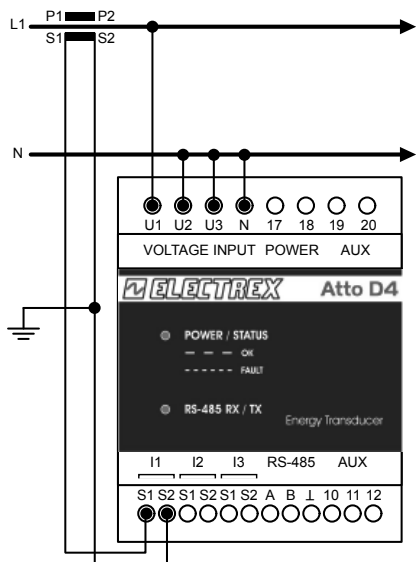 P1 P2
L1
S1 S2
N
U1 U2 U3 N 17 18 19 20
VOLTAGE INPUT POWER AUX
ELECTREX Atto D4
POWER / STATUS
— — — OK
- - - - - - FAULT
RS-485 RX / TX
Energy Transducer
I1 I2 I3 RS-485 AUX
S1 S2 S1 S2 S1 S2 A B ⊥ 10 11 12